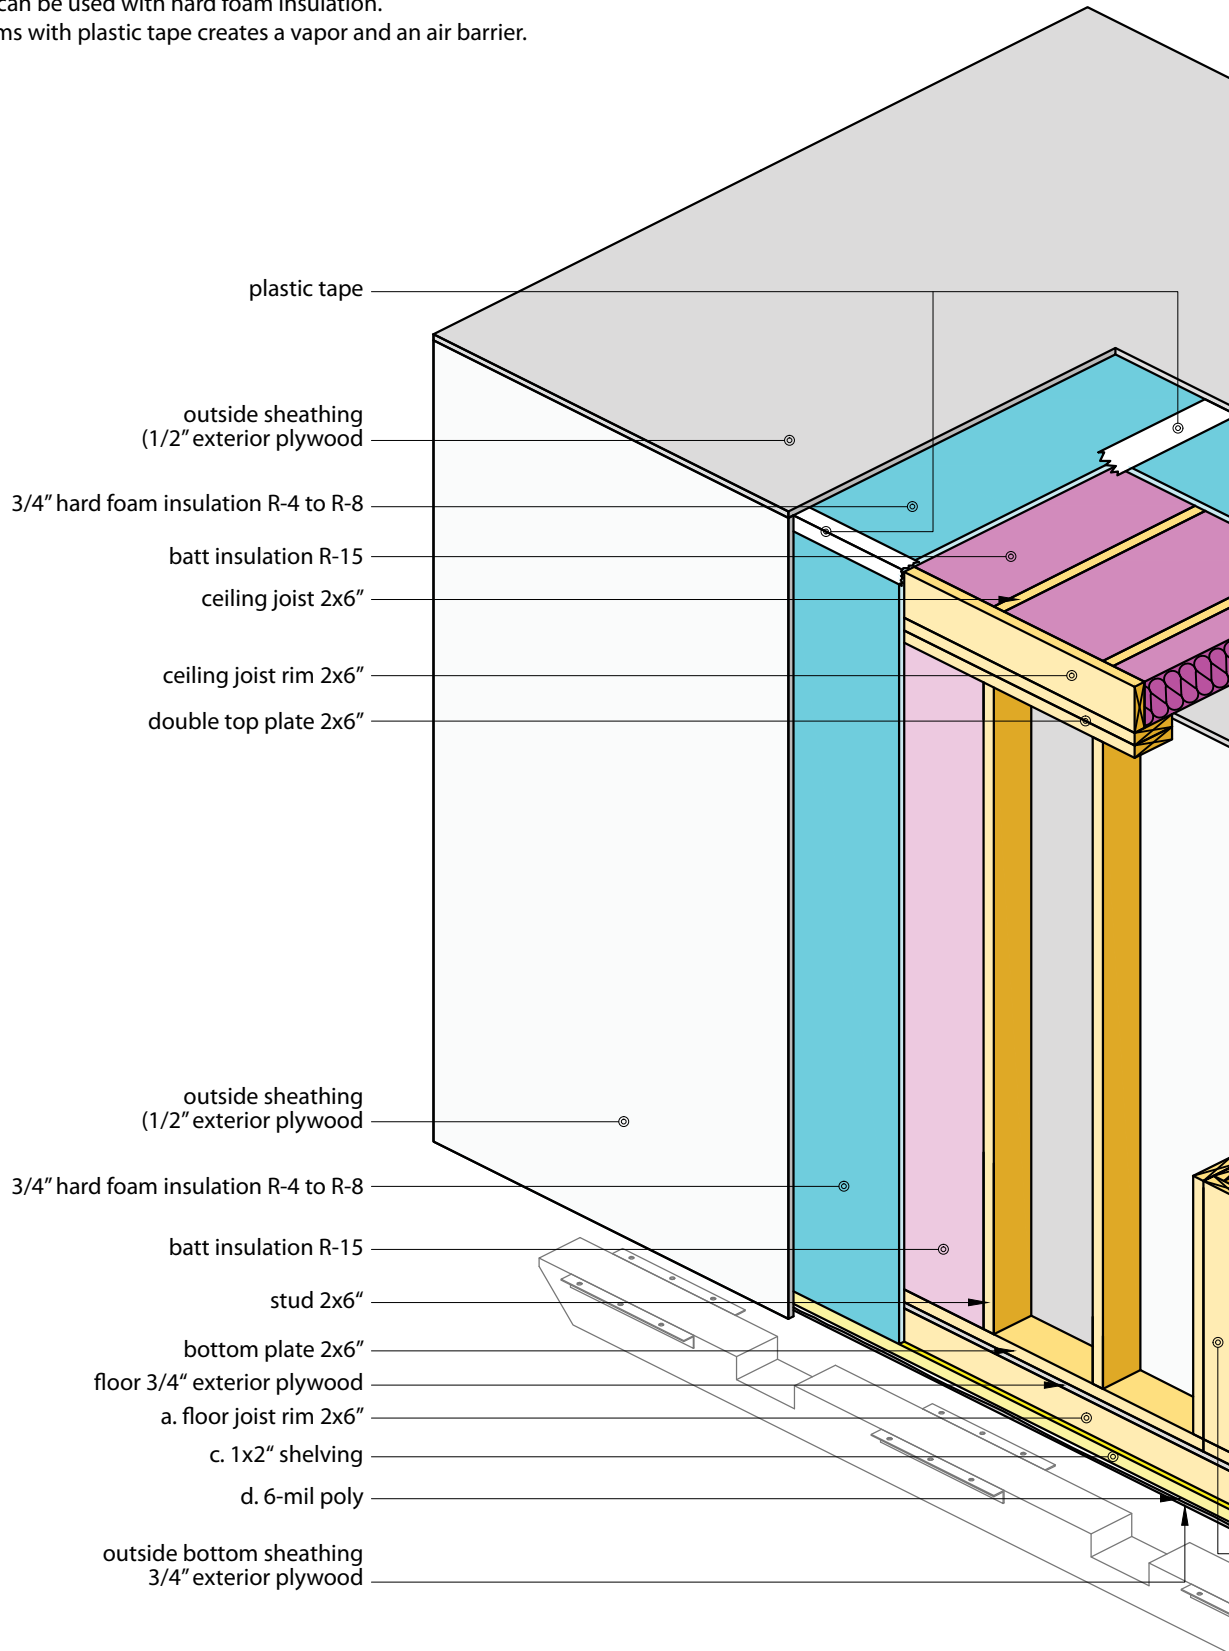 can be used with hard foam insulation.
ms with plastic tape creates a vapor and an air barrier.
plastic tape
outside sheathing
(1/2” exterior plywood
3/4” hard foam insulation R-4 to R-8
batt insulation R-15
ceiling joist 2x6”
ceiling joist rim 2x6”
double top plate 2x6”
outside sheathing
(1/2” exterior plywood
3/4” hard foam insulation R-4 to R-8
batt insulation R-15
stud 2x6“
bottom plate 2x6”
floor 3/4“ exterior plywood
a. floor joist rim 2x6”
c. 1x2“ shelving
d. 6-mil poly
outside bottom sheathing
3/4” exterior plywood